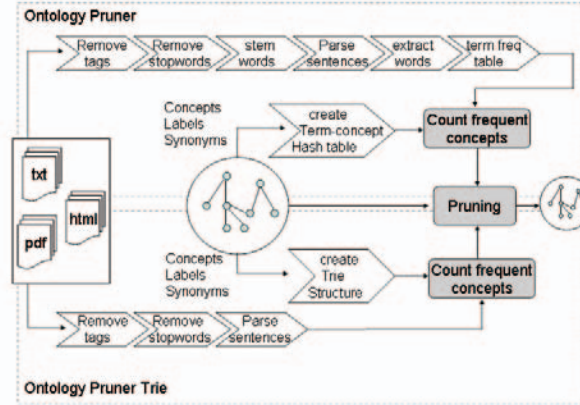 Ontology Pruner
Remove tags
Remove stopwords
stem words
Parse sentences
extract words
term freq table
Concepts
Labels
Synonyms
create
Term-concept
Hash table
Count frequent
concepts
txt
html
pdf
Pruning
Concepts
Labels
Synonyms
create
Trie
Structure
Count frequent
concepts
Remove tags
Remove stopwords
Parse sentences
Ontology Pruner Trie